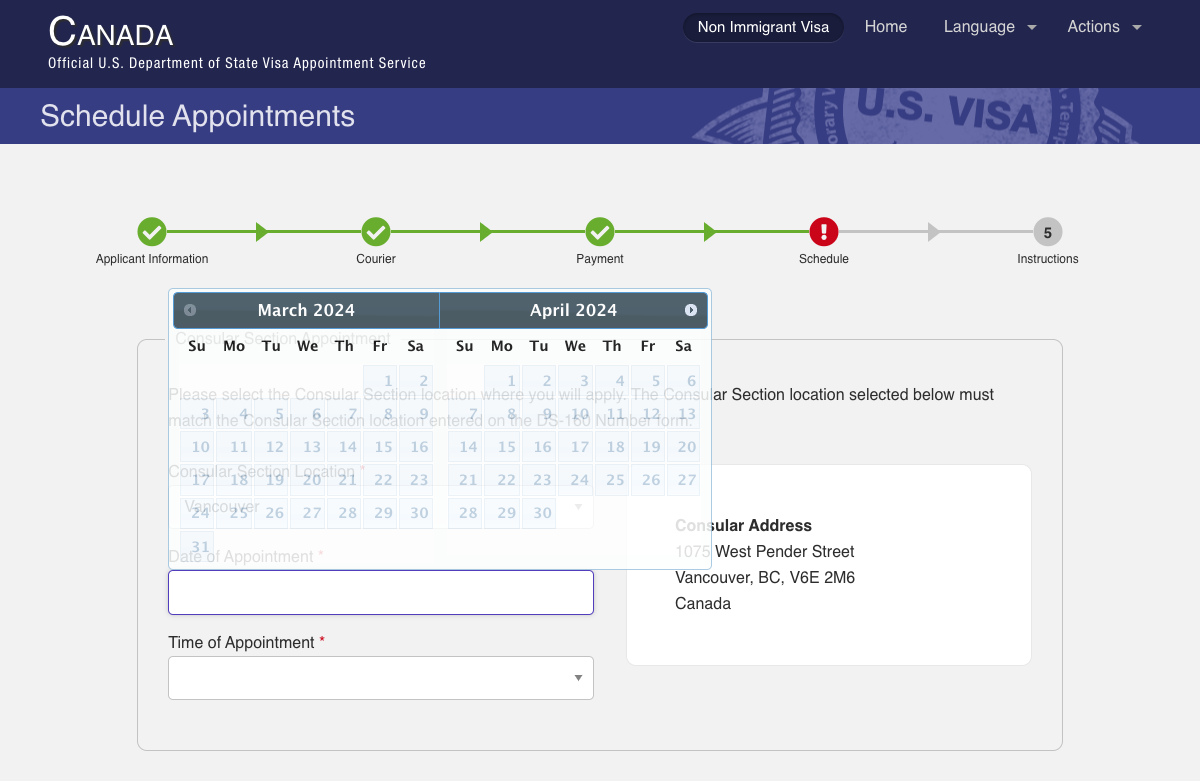 CANADA
Official U.S. Department of State Visa Appointment Service
Non Immigrant Visa
Home
Language
Actions
Schedule Appointments
U.S. VISA
orary V
Temp
Applicant Information
Courier
Payment
Schedule
5
Instructions
March 2024
April 2024
Consular Section Appointment
Su Mo Tu We Th Fr Sa
Su Mo Tu We Th Fr Sa
1 2
1 2 3 4 5 6
Please select the Consular Section location where you will apply. The Consular Section location selected below must
3 4 5 6 7 8 9
7 8 9 10 11 12 13
match the Consular Section location entered on the DS-160 Number form.
10 11 12 13 14 15 16
14 15 16 17 18 19 20
Consular Section Location *
17 18 19 20 21 22 23
21 22 23 24 25 26 27
Vancouver
24 25 26 27 28 29 30
28 29 30
31
Date of Appointment *
Time of Appointment *
Consular Address
1075 West Pender Street
Vancouver, BC, V6E 2M6
Canada